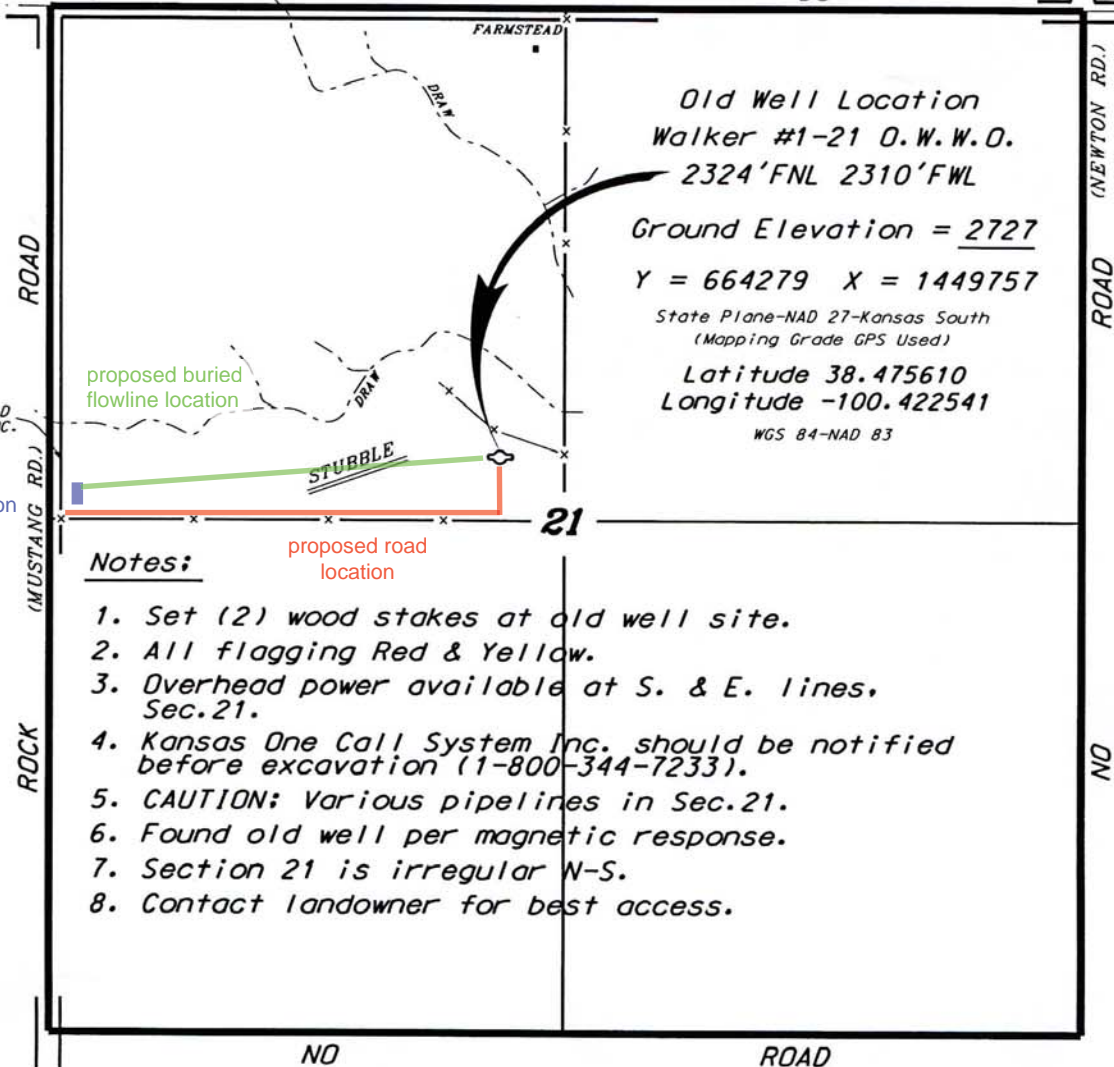 FARMSTEAD
DRAW
Old Well Location
Walker #1-21 O.W.W.O.
2324'FNL 2310'FWL
Ground Elevation = 2727
Y = 664279 X = 1449757
State Plane-NAD 27-Kansas South
(Mapping Grade GPS Used)
Latitude 38.475610
Longitude -100.422541
WGS 84-NAD 83
(NEWTON RD.)
ROAD
NO
ROAD
(MUSTANG RD.)
ROCK
proposed buried
flowline location
DRAW
STUBBLE
21
proposed road
location
Notes:
1. Set (2) wood stakes at old well site.
2. All flagging Red & Yellow.
3. Overhead power available at S. & E. lines,
Sec.21.
4. Kansas One Call System Inc. should be notified
before excavation (1-800-344-7233).
5. CAUTION: Various pipelines in Sec.21.
6. Found old well per magnetic response.
7. Section 21 is irregular N-S.
8. Contact landowner for best access.
NO
ROAD